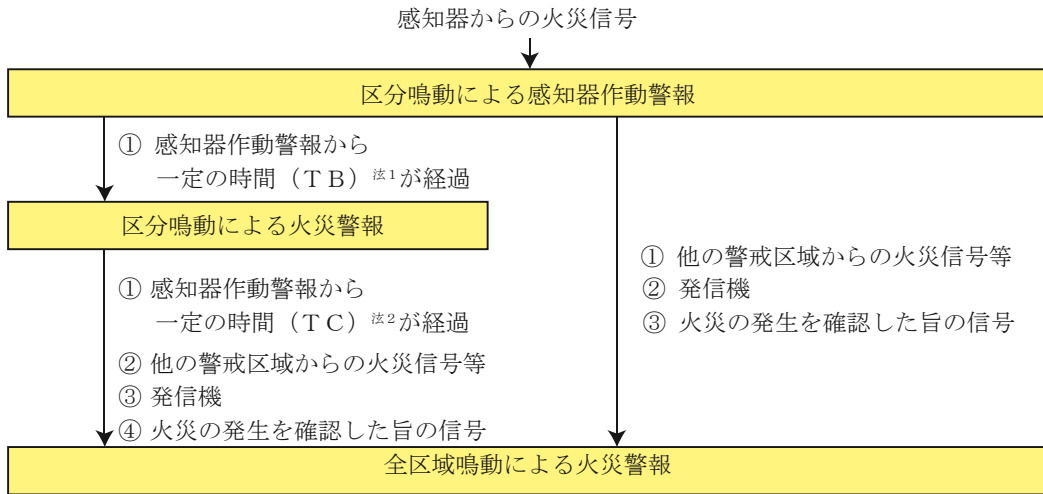 感知器からの火災信号
区分鳴動による感知器作動警報
① 感知器作動警報から
一定の時間（ＴＢ）注1が経過
区分鳴動による火災警報
① 感知器作動警報から
一定の時間（ＴＣ）注2が経過
② 他の警戒区域からの火災信号等
③ 発信機
④ 火災の発生を確認した旨の信号
① 他の警戒区域からの火災信号等
② 発信機
③ 火災の発生を確認した旨の信号
全区域鳴動による火災警報